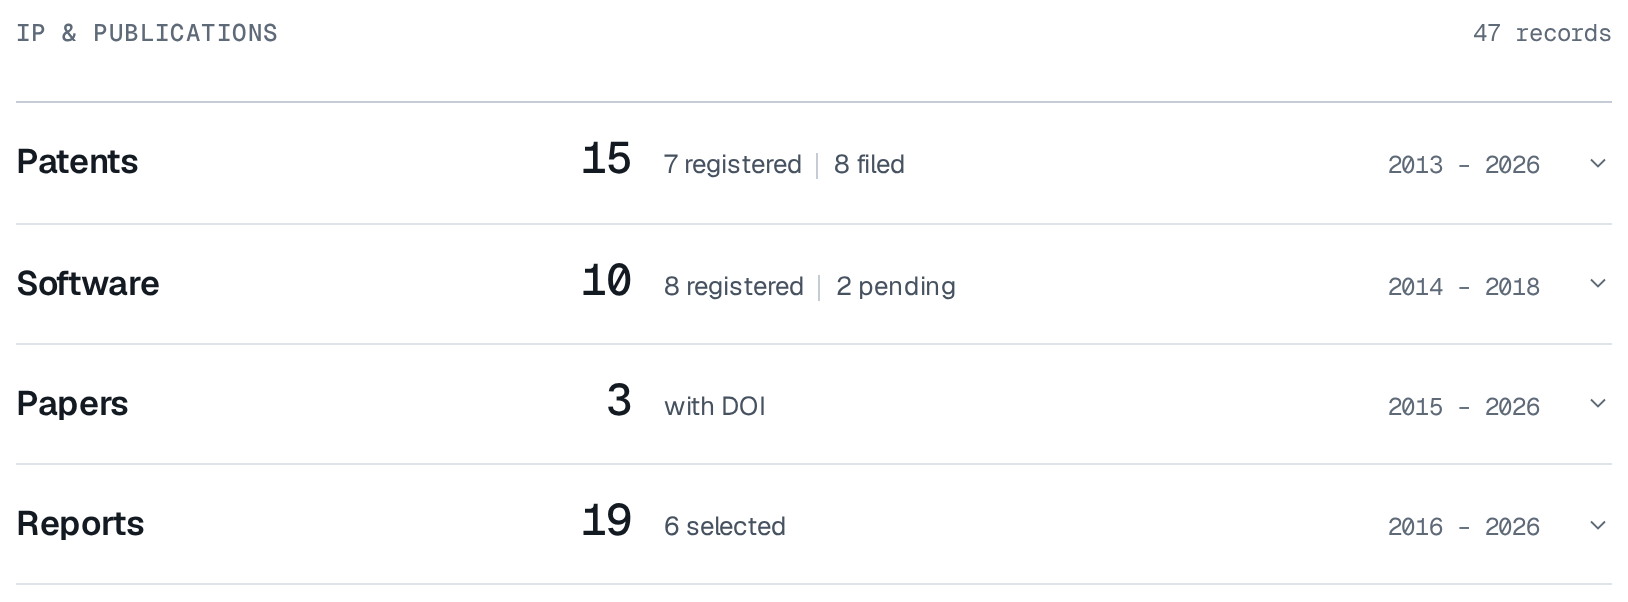 IP & PUBLICATIONS 47 records
Patents 15 7 registered | 8 filed 2013 – 2026
Software 10 8 registered | 2 pending 2014 – 2018
Papers 3 with DOI 2015 – 2026
Reports 19 6 selected 2016 – 2026